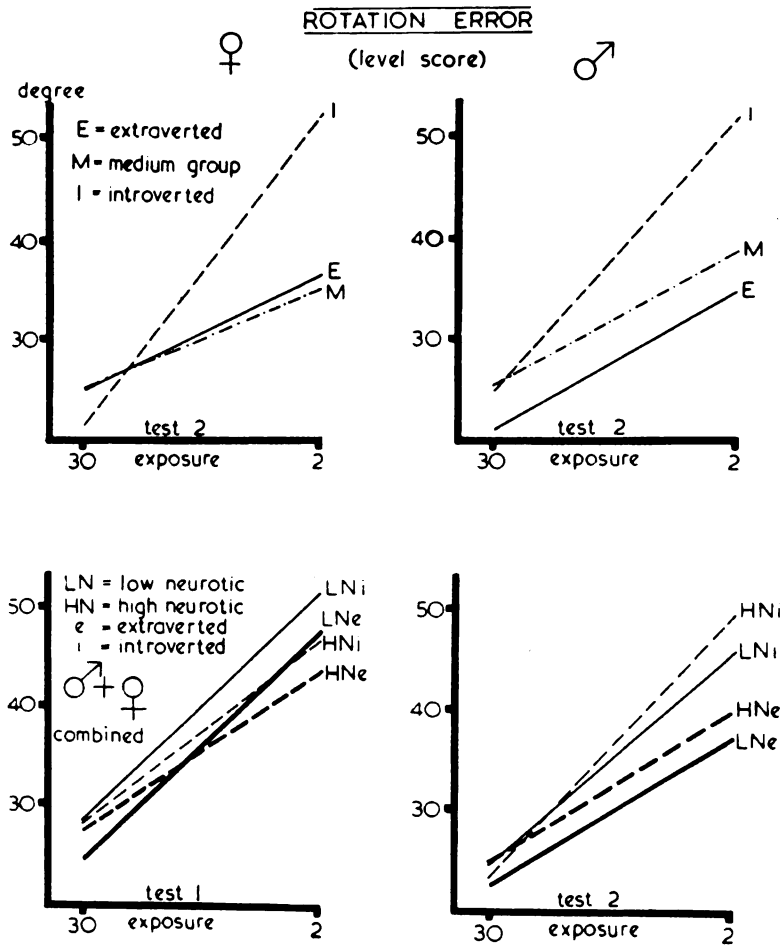 ROTATION ERROR
♀ (level score) ♂
degree
50
40
30
E = extraverted
M = medium group
I = introverted
I
E
M
test 2
30 exposure 2
50
40
30
I
M
E
test 2
30 exposure 2
50
40
30
LN = low neurotic
HN = high neurotic
e = extraverted
i = introverted
♂+♀
combined
LNi
LNe
HNi
HNe
test 1
30 exposure 2
50
40
30
HNi
LNi
HNe
LNe
test 2
30 exposure 2